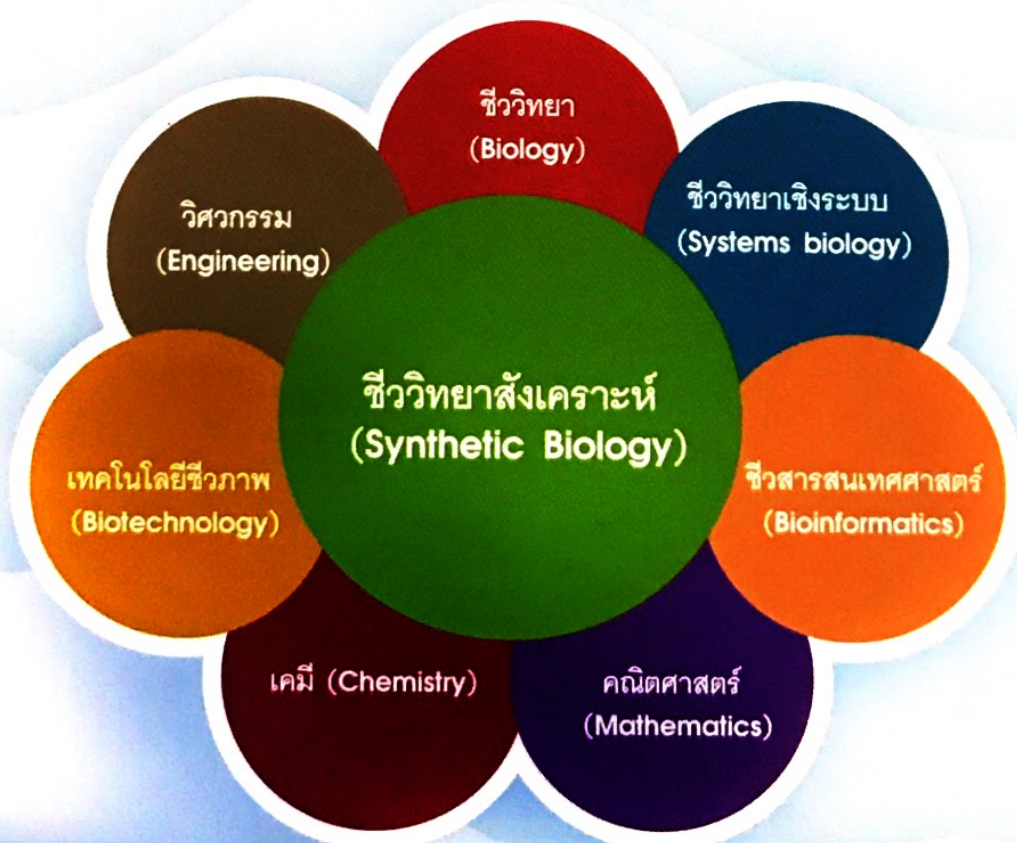 ชีววิทยา
(Biology)
ชีววิทยาเชิงระบบ
(Systems biology)
วิศวกรรม
(Engineering)
ชีววิทยาสังเคราะห์
(Synthetic Biology)
เทคโนโลยีชีวภาพ
(Biotechnology)
ชีวสารสนเทศศาสตร์
(Bioinformatics)
เคมี (Chemistry)
คณิตศาสตร์
(Mathematics)